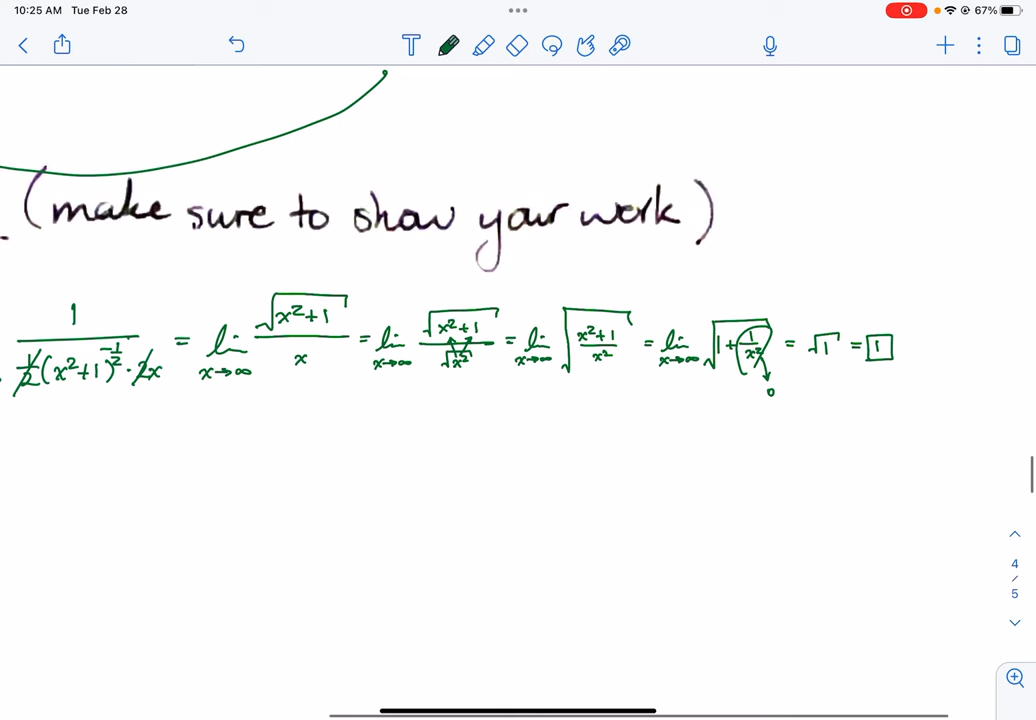 10:25 AM Tue Feb 28
67%
(make sure to show your work)
1/(1/2 (x²+1)^(-1/2) · 2x) = lim x→∞ √(x²+1)/x = lim x→∞ √(x²+1)/√(x²) = lim x→∞ √((x²+1)/x²) = lim x→∞ √(1+(1/x²)) = √1 = 1
0
4
/
5